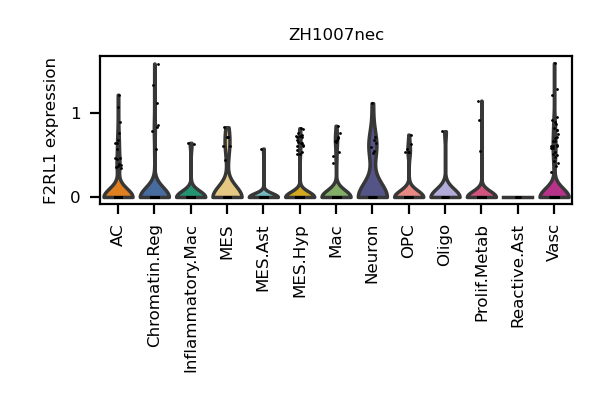 ZH1007nec
F2RL1 expression
1
0
AC
Chromatin.Reg
Inflammatory.Mac
MES
MES.Ast
MES.Hyp
Mac
Neuron
OPC
Oligo
Prolif.Metab
Reactive.Ast
Vasc